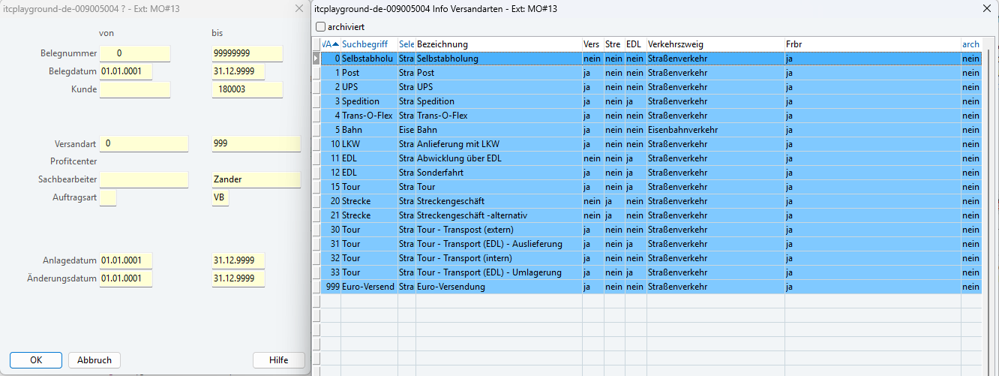 itcplayground-de-009005004 ? - Ext: MO#13
von bis
Belegnummer 0 99999999
Belegdatum 01.01.0001 31.12.9999
Kunde 180003
Versandart 0 999
Profitcenter
Sachbearbeiter Zander
Auftragsart VB
Anlagedatum 01.01.0001 31.12.9999
Änderungsdatum 01.01.0001 31.12.9999
OK Abbruch Hilfe
itcplayground-de-009005004 Info Versandarten - Ext: MO#13
archiviert
VA Suchbegriff Sele Bezeichnung Vers Stre EDL Verkehrszweig Frbr arch
0 Selbstabholu Stra Selbstabholung nein nein nein Straßenverkehr ja nein
1 Post Stra Post ja nein nein Straßenverkehr ja nein
2 UPS Stra UPS ja nein nein Straßenverkehr ja nein
3 Spedition Stra Spedition ja nein ja Straßenverkehr ja nein
4 Trans-O-Flex Stra Trans-O-Flex ja nein nein Straßenverkehr ja nein
5 Bahn Eise Bahn ja nein nein Eisenbahnverkehr ja nein
10 LKW Stra Anlieferung mit LKW ja nein nein Straßenverkehr ja nein
11 EDL Stra Abwicklung über EDL nein nein ja Straßenverkehr ja nein
12 EDL Stra Sonderfahrt ja nein ja Straßenverkehr ja nein
15 Tour Stra Tour ja nein nein Straßenverkehr ja nein
20 Strecke Stra Streckengeschäft nein ja nein Straßenverkehr ja nein
21 Strecke Stra Streckengeschäft -alternativ nein ja nein Straßenverkehr ja nein
30 Tour Stra Tour - Transpost (extern) ja nein nein Straßenverkehr ja nein
31 Tour Stra Tour - Transport (EDL) - Auslieferung ja nein ja Straßenverkehr ja nein
32 Tour Stra Tour - Transport (intern) ja nein nein Straßenverkehr ja nein
33 Tour Stra Tour - Transport (EDL) - Umlagerung ja nein ja Straßenverkehr ja nein
999 Euro-Versend Stra Euro-Versendung ja nein nein Straßenverkehr ja nein